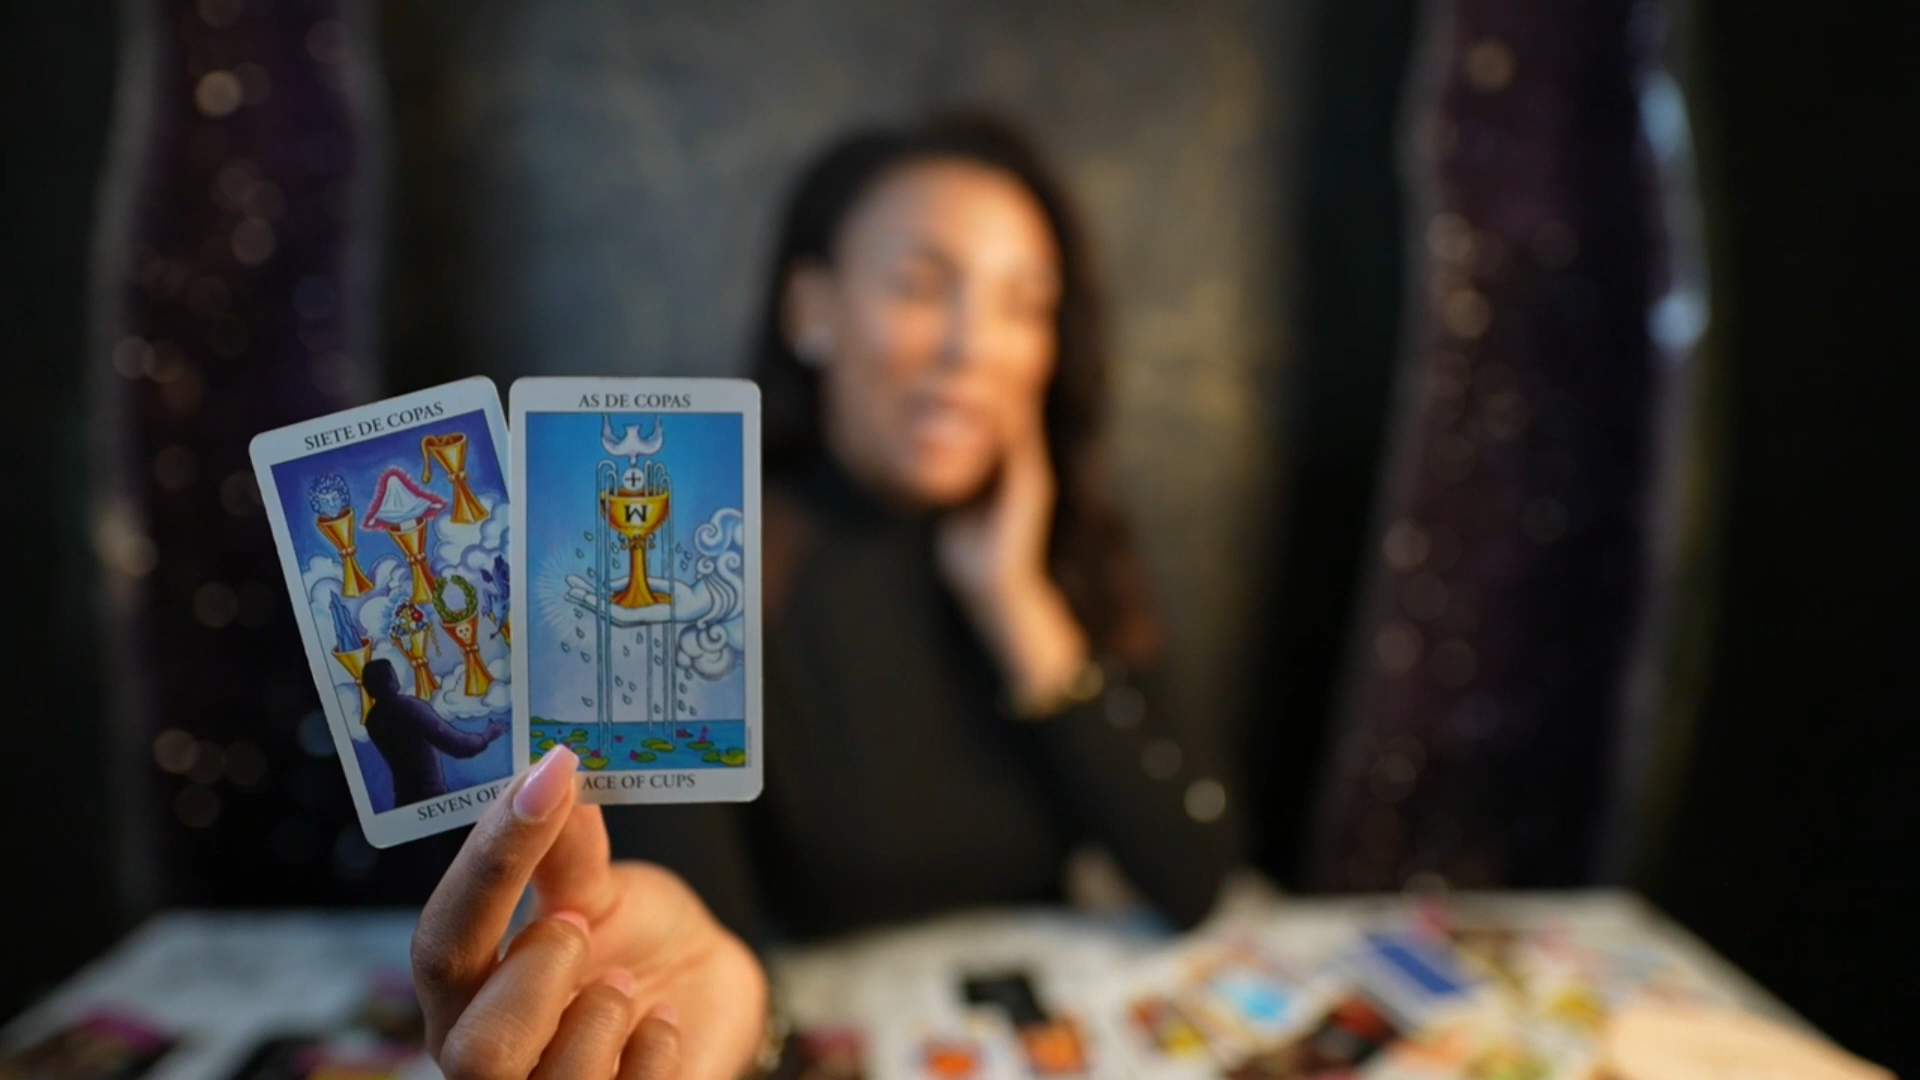 SIETE DE COPAS
SEVEN OF
AS DE COPAS
W
ACE OF CUPS